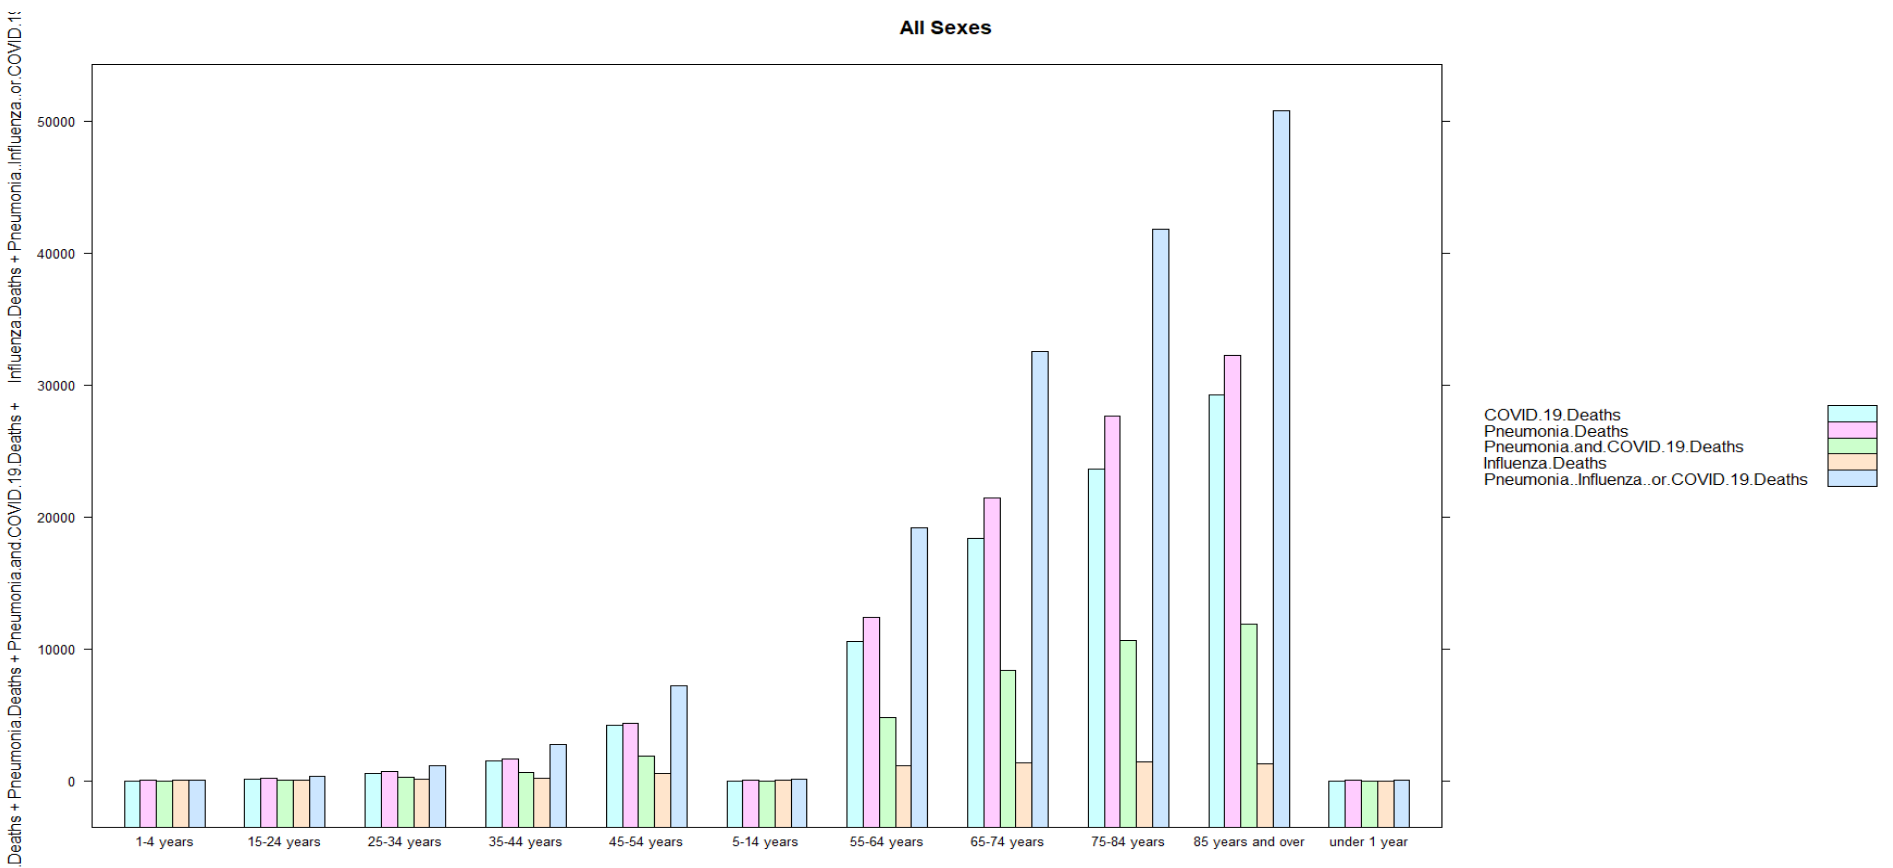 All Sexes
.Deaths + Pneumonia.Deaths + Pneumonia.and.COVID.19.Deaths + Influenza.Deaths + Pneumonia..Influenza..or.COVID.19
50000
40000
30000
20000
10000
0
1-4 years
15-24 years
25-34 years
35-44 years
45-54 years
5-14 years
55-64 years
65-74 years
75-84 years
85 years and over
under 1 year
COVID.19.Deaths
Pneumonia.Deaths
Pneumonia.and.COVID.19.Deaths
Influenza.Deaths
Pneumonia..Influenza..or.COVID.19.Deaths